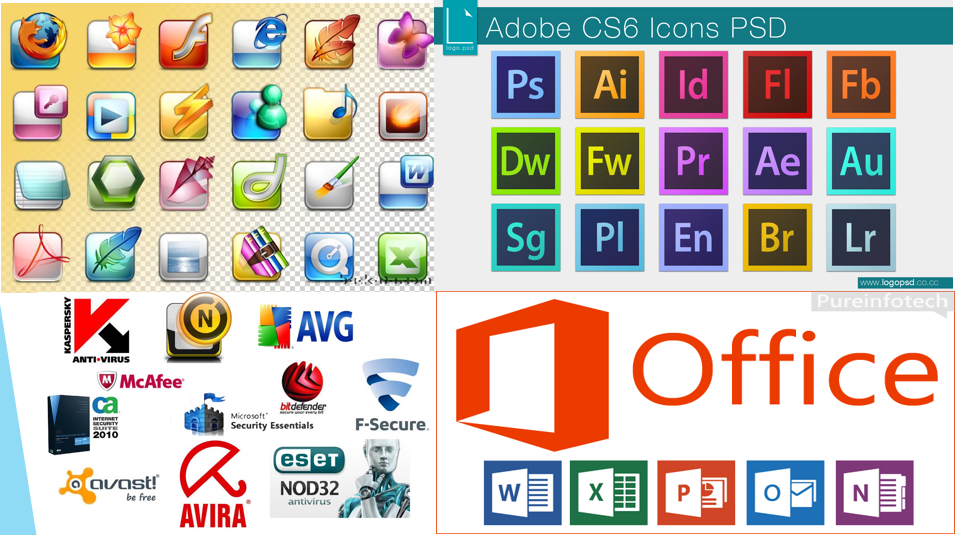 W
X
logo.psd
Adobe CS6 Icons PSD
Ps Ai Id Fl Fb
Dw Fw Pr Ae Au
Sg Pl En Br Lr
www.logopsd.co.cc
KASPERSKY
ANTI-VIRUS
N
AVG
McAfee®
bitdefender
secure your every bit
F-Secure.
ca
INTERNET
SECURITY
SUITE
2010
Microsoft®
Security Essentials
avast!®
be free
AVIRA®
eseT
NOD32
antivirus
Pureinfotech
Office
W X P O N